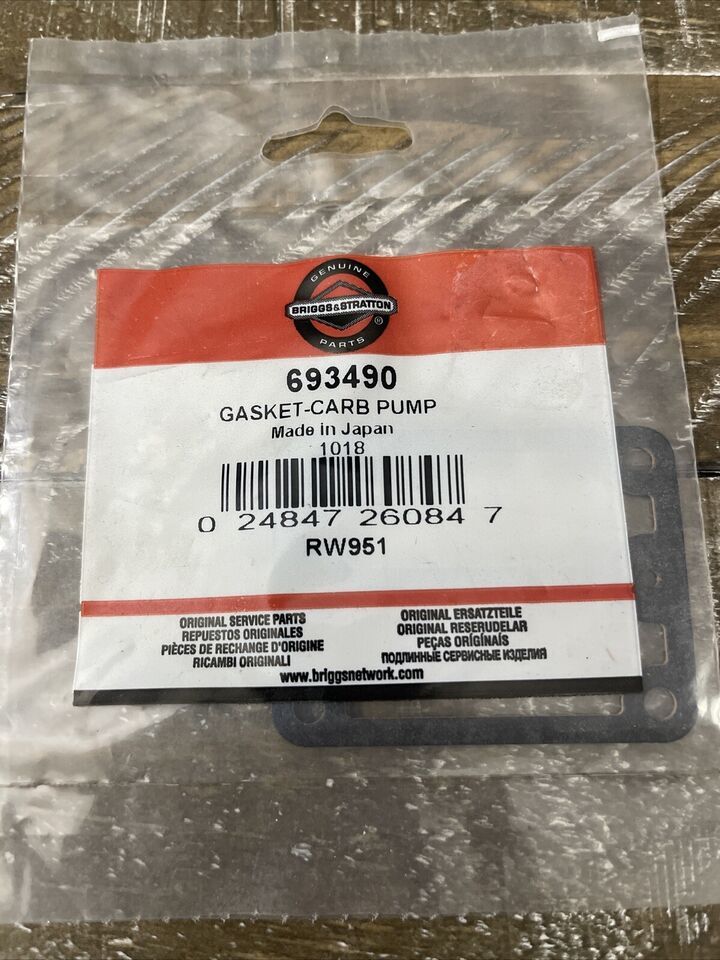 GENUINE
BRIGGS&STRATTON
®
PARTS
693490
GASKET-CARB PUMP
Made in Japan
1018
0 24847 26084 7
RW951
ORIGINAL SERVICE PARTS
REPUESTOS ORIGINALES
PIÈCES DE RECHANGE D'ORIGINE
RICAMBI ORIGINALI
ORIGINAL ERSATZTEILE
ORIGINAL RESERUDELAR
PEÇAS ORIGINAIS
ПОДЛИННЫЕ СЕРВИСНЫЕ ИЗДЕЛИЯ
www.briggsnetwork.com